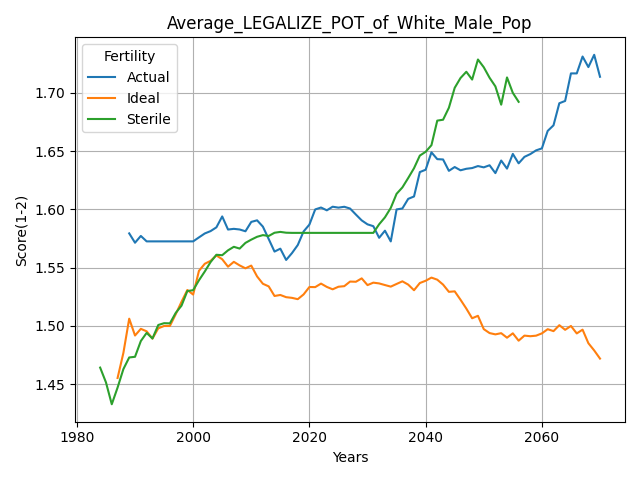 Average_LEGALIZE_POT_of_White_Male_Pop
Fertility
Actual
Ideal
Sterile
Score(1-2)
1.70
1.65
1.60
1.55
1.50
1.45
1980
2000
2020
2040
2060
Years